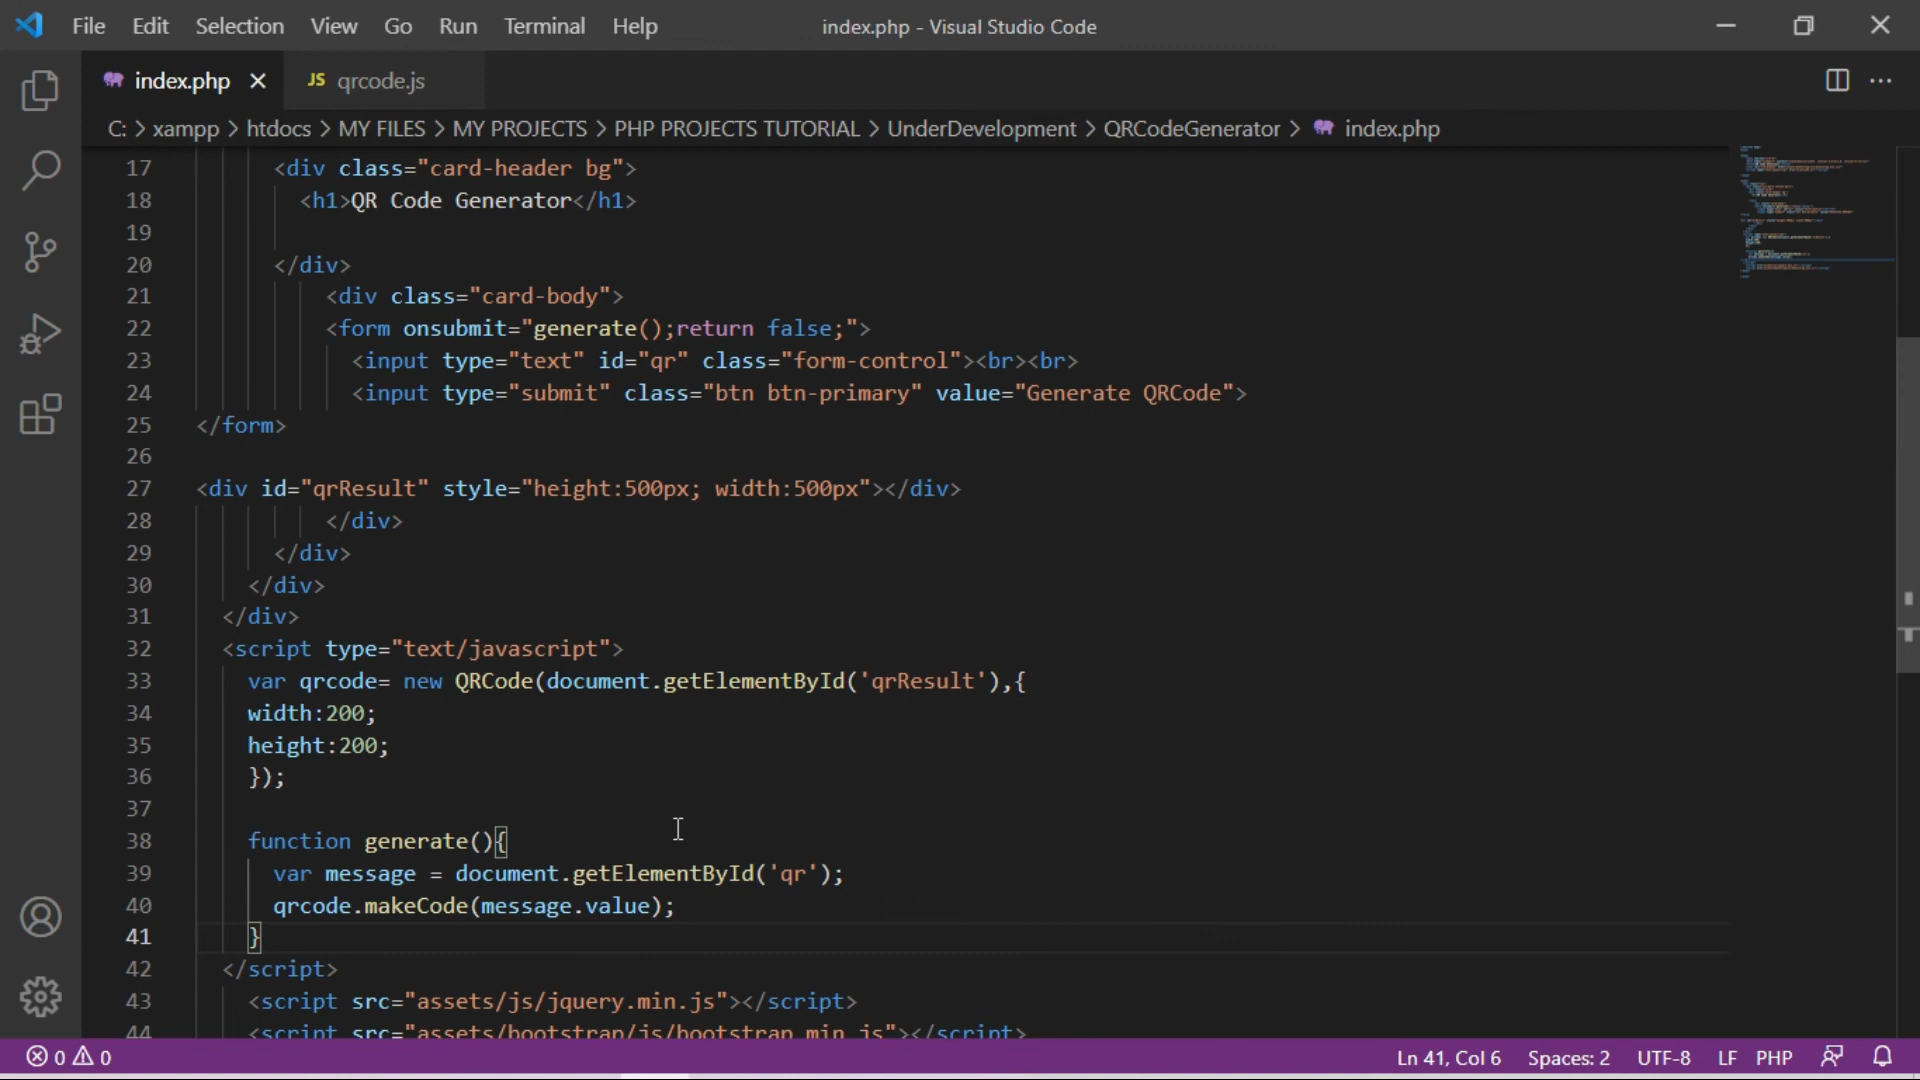 File Edit Selection View Go Run Terminal Help index.php - Visual Studio Code
index.php JS qrcode.js
C: > xampp > htdocs > MY FILES > MY PROJECTS > PHP PROJECTS TUTORIAL > UnderDevelopment > QRCodeGenerator > index.php
17 <div class="card-header bg">
18 <h1>QR Code Generator</h1>
19
20 </div>
21 <div class="card-body">
22 <form onsubmit="generate();return false;">
23 <input type="text" id="qr" class="form-control"><br><br>
24 <input type="submit" class="btn btn-primary" value="Generate QRCode">
25 </form>
26
27 <div id="qrResult" style="height:500px; width:500px"></div>
28 </div>
29 </div>
30 </div>
31 </div>
32 <script type="text/javascript">
33 var qrcode= new QRCode(document.getElementById('qrResult'),{
34 width:200;
35 height:200;
36 });
37
38 function generate(){
39 var message = document.getElementById('qr');
40 qrcode.makeCode(message.value);
41 }
42 </script>
43 <script src="assets/js/jquery.min.js"></script>
44 <script src="assets/bootstrap/js/bootstrap.min.js"></script>
0 0 Ln 41, Col 6 Spaces: 2 UTF-8 LF PHP